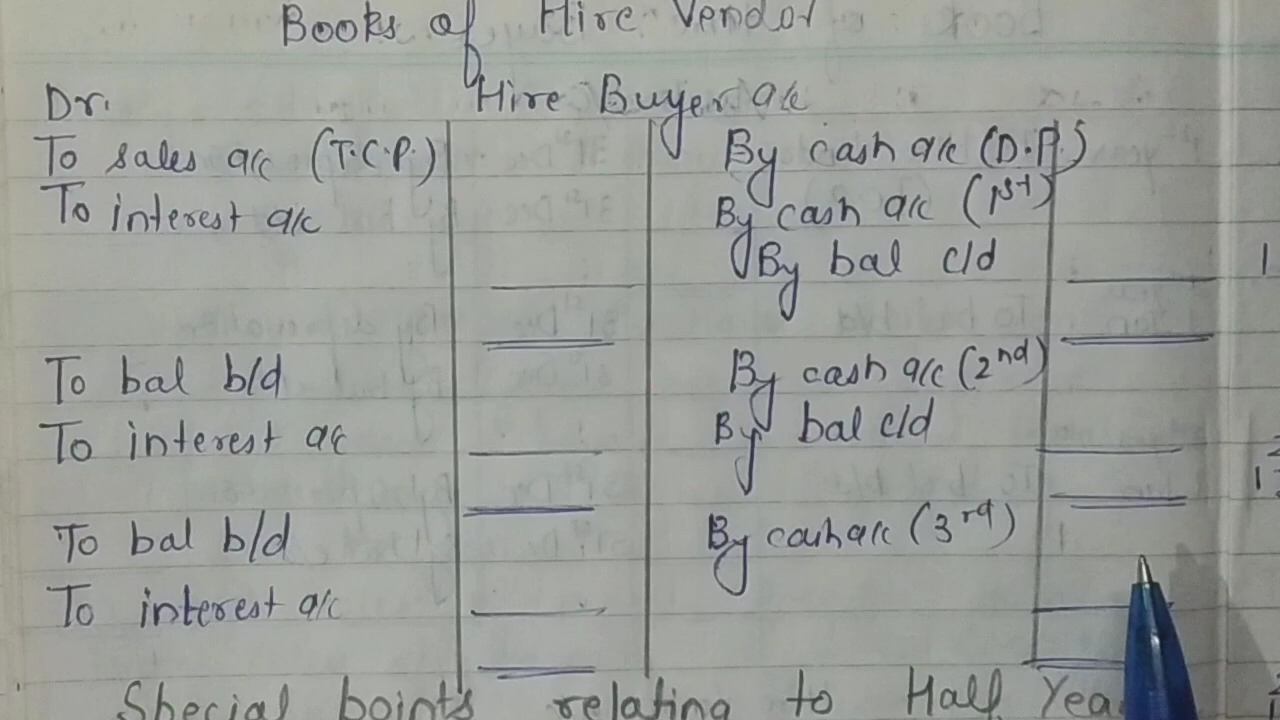 Books of Hire Vendor
Dr. Hire Buyer a/c
To sales a/c (T.C.P.) By cash a/c (D.P.)
To interest a/c By cash a/c (1st)
By bal c/d
To bal b/d By cash a/c (2nd)
To interest a/c By bal c/d
To bal b/d By cash a/c (3rd)
To interest a/c
Special points relating to Half Yea